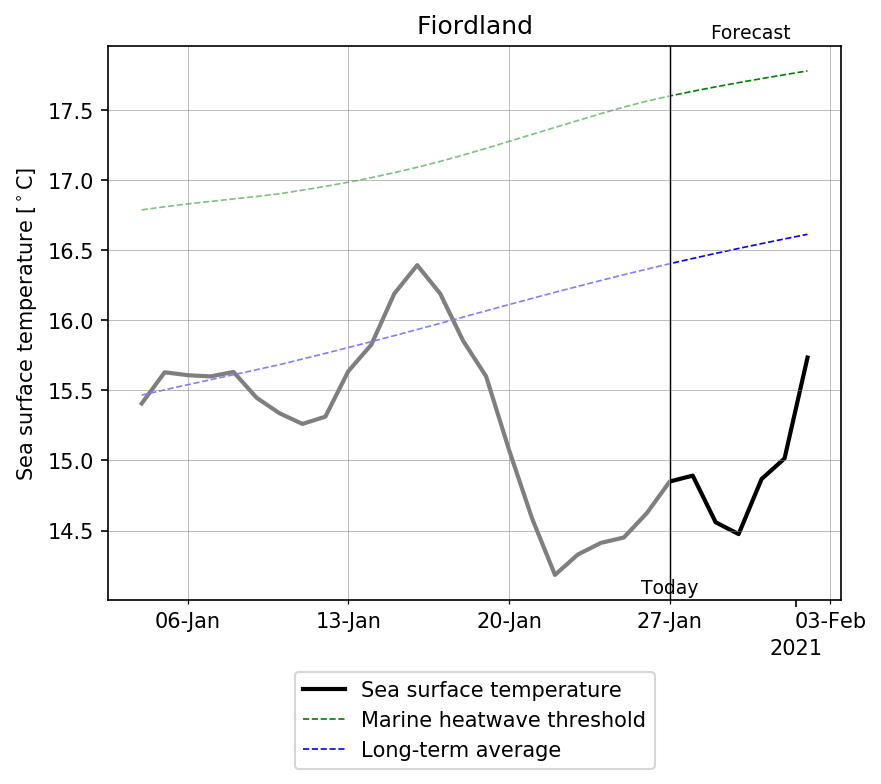 Fiordland
Forecast
Sea surface temperature [°C]
17.5
17.0
16.5
16.0
15.5
15.0
14.5
Today
06-Jan 13-Jan 20-Jan 27-Jan 03-Feb
2021
Sea surface temperature
Marine heatwave threshold
Long-term average